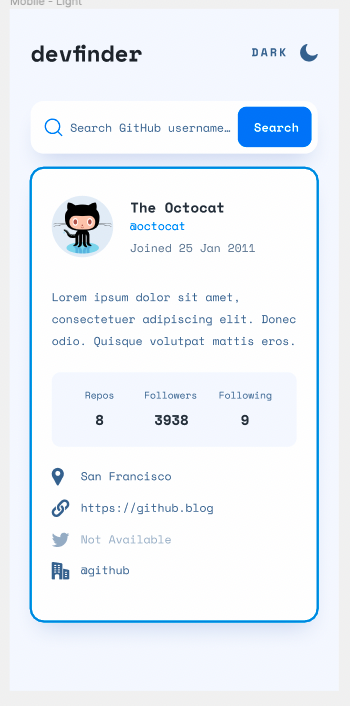 Mobile - Light
devfinder
DARK
Search GitHub username…
Search
The Octocat
@octocat
Joined 25 Jan 2011
Lorem ipsum dolor sit amet,
consectetuer adipiscing elit. Donec
odio. Quisque volutpat mattis eros.
Repos Followers Following
8 3938 9
San Francisco
https://github.blog
Not Available
@github